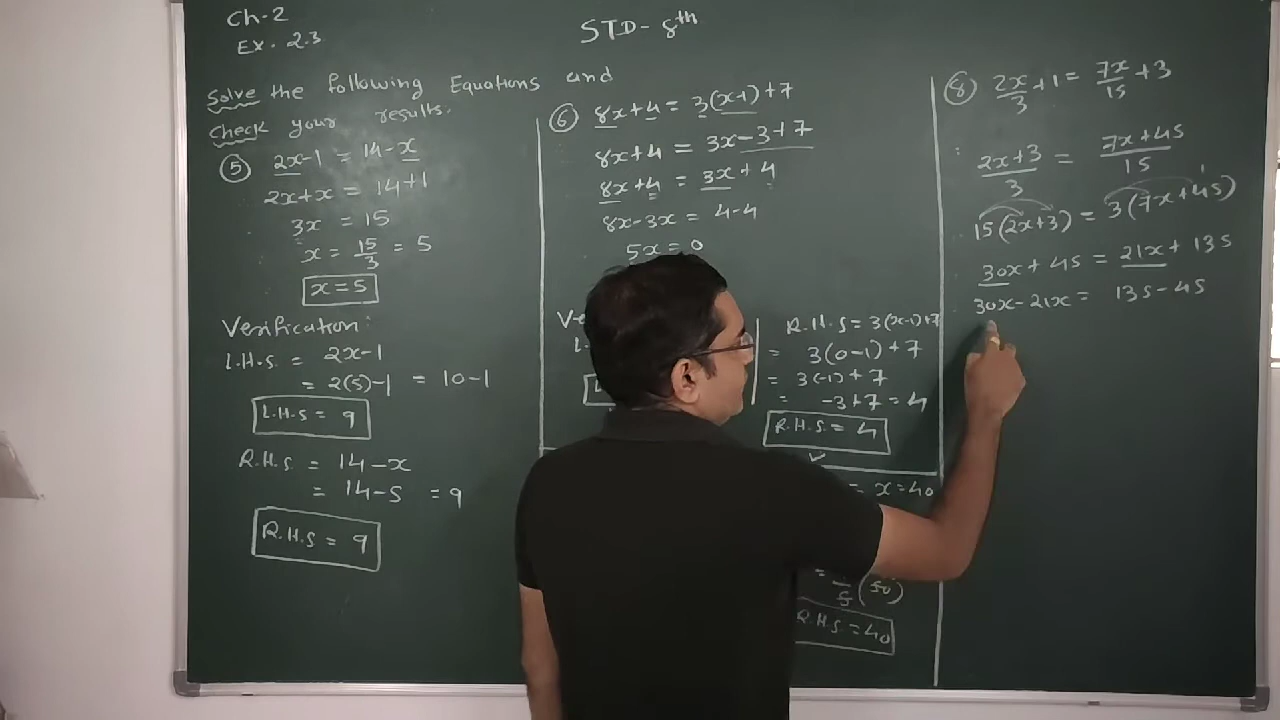 Ch-2
Ex. 2.3
STD- 8th
Solve the following Equations and
check your results.
⑤ 2x-1 = 14-x
2x+x = 14+1
3x = 15
x = 15/3 = 5
x=5
Verification:
L.H.S. = 2x-1
= 2(5)-1 = 10-1
L.H.S = 9
R.H.S = 14-x
= 14-5 = 9
R.H.S = 9
⑥ 8x+4 = 3(x-1)+7
8x+4 = 3x-3+7
8x+4 = 3x+4
8x-3x = 4-4
5x = 0
R.H.S = 3(x-1)+7
= 3(0-1)+7
= 3(-1)+7
= -3+7 = 4
R.H.S. = 4
= x=40
(50)
R.H.S. = 40
⑧ 2x/3 + 1 = 7x/15 + 3
2x+3/3 = 7x+45/15
15(2x+3) = 3(7x+45)
30x+45 = 21x+135
30x-21x = 135-45